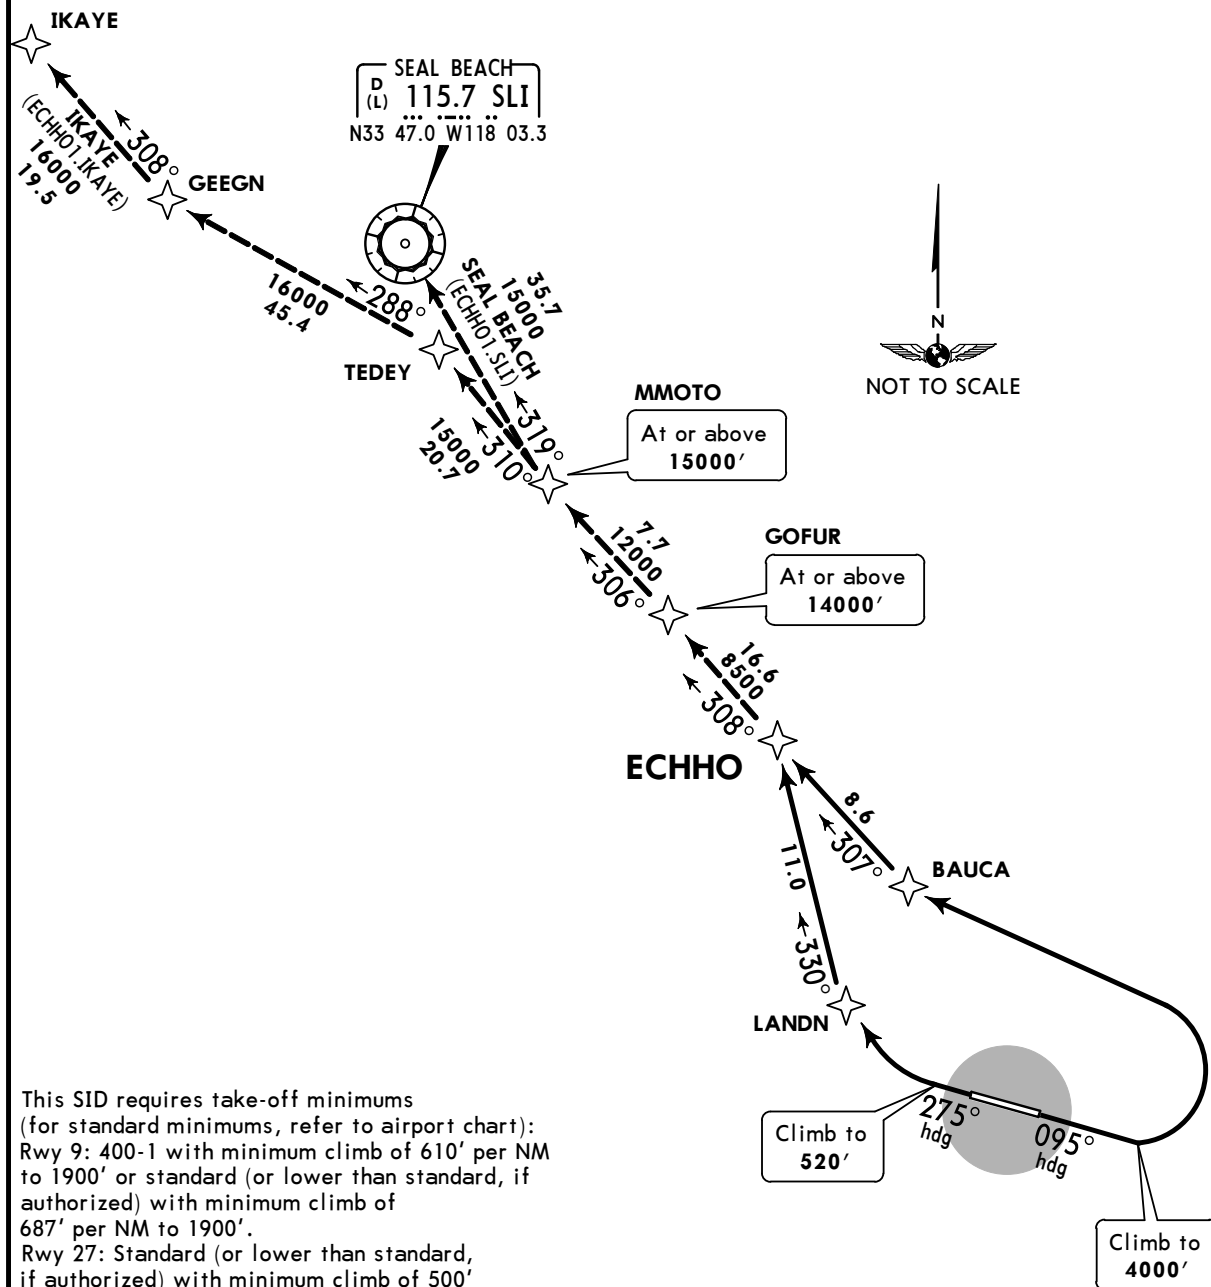 IKAYE
SEAL BEACH
D
(L) 115.7 SLI
N33 47.0 W118 03.3
308°
IKAYE
(ECHHO1.IKAYE)
16000
19.5
GEEGN
16000
45.4
288°
TEDEY
35.7
15000
SEAL BEACH
(ECHHO1.SLI)
319°
15000
20.7
310°
N
NOT TO SCALE
MMOTO
At or above
15000'
7.7
12000
306°
GOFUR
At or above
14000'
16.6
8500
308°
ECHHO
8.6
307°
11.0
330°
BAUCA
LANDN
275°
hdg
095°
hdg
Climb to
520'
Climb to
4000'
This SID requires take-off minimums
(for standard minimums, refer to airport chart):
Rwy 9: 400-1 with minimum climb of 610' per NM
to 1900' or standard (or lower than standard, if
authorized) with minimum climb of
687' per NM to 1900'.
Rwy 27: Standard (or lower than standard,
if authorized) with minimum climb of 500'